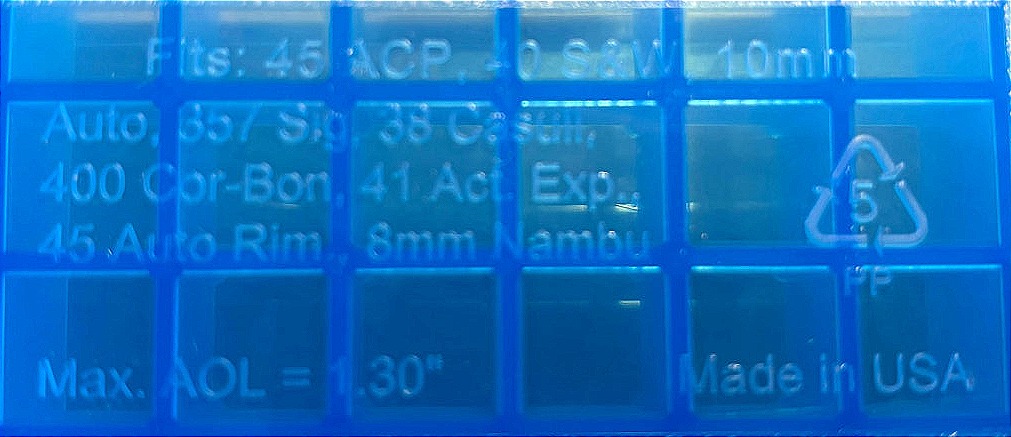 Fits: 45 ACP, 40 S&W, 10mm
Auto, 357 Sig, 38 Casull,
400 Cor-Bon, 41 Act. Exp.,
45 Auto Rim., 8mm Nambu
5
PP
Max. AOL = 1.30"
Made in USA